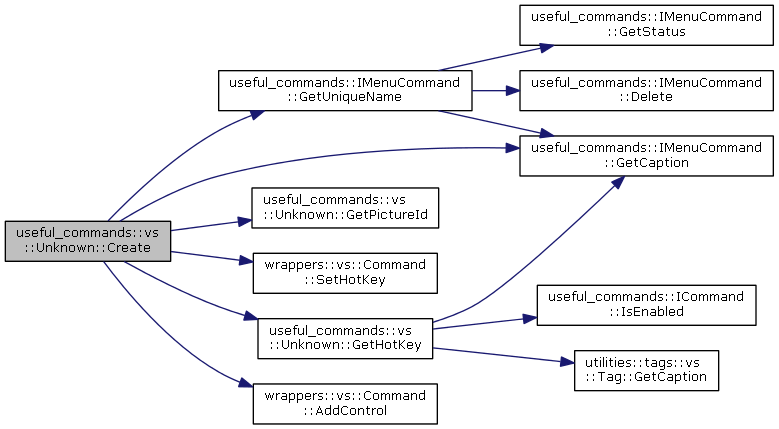 useful_commands::IMenuCommand
::GetStatus
useful_commands::IMenuCommand
::GetUniqueName
useful_commands::IMenuCommand
::Delete
useful_commands::IMenuCommand
::GetCaption
useful_commands::vs
::Unknown::GetPictureId
useful_commands::vs
::Unknown::Create
wrappers::vs::Command
::SetHotKey
useful_commands::ICommand
::IsEnabled
useful_commands::vs
::Unknown::GetHotKey
utilities::tags::vs
::Tag::GetCaption
wrappers::vs::Command
::AddControl